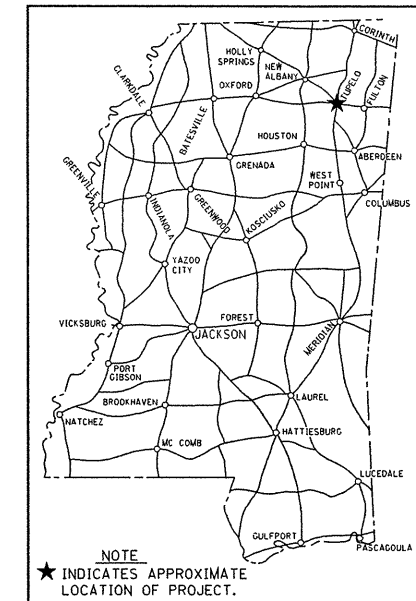 CORINTH
HOLLY
SPRINGS
NEW
ALBANY
TUPELO
FULTON
CLARKDALE
OXFORD
BATESVILLE
HOUSTON
ABERDEEN
GRENADA
WEST
POINT
GREENVILLE
INDIANOLA
GREENWOOD
KOSCIUSKO
COLUMBUS
YAZOO
CITY
VICKSBURG
JACKSON
FOREST
MERIDIAN
PORT
GIBSON
BROOKHAVEN
LAUREL
NATCHEZ
HATTIESBURG
MC COMB
LUCEDALE
GULFPORT
PASCAGOULA
NOTE
INDICATES APPROXIMATE
LOCATION OF PROJECT.